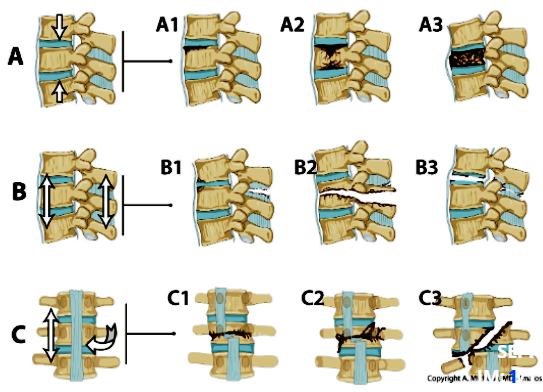 A A1 A2 A3
B B1 B2 B3
C C1 C2 C3
Copyright A. M